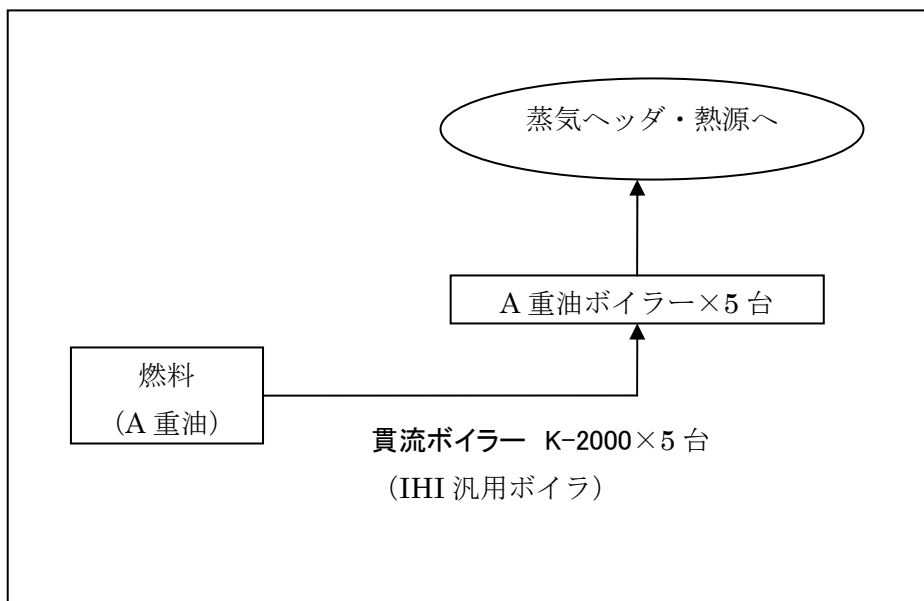 蒸気ヘッダ・熱源へ
A 重油ボイラー×5 台
燃料
(A 重油)
貫流ボイラー K-2000×5 台
(IHI 汎用ボイラ)